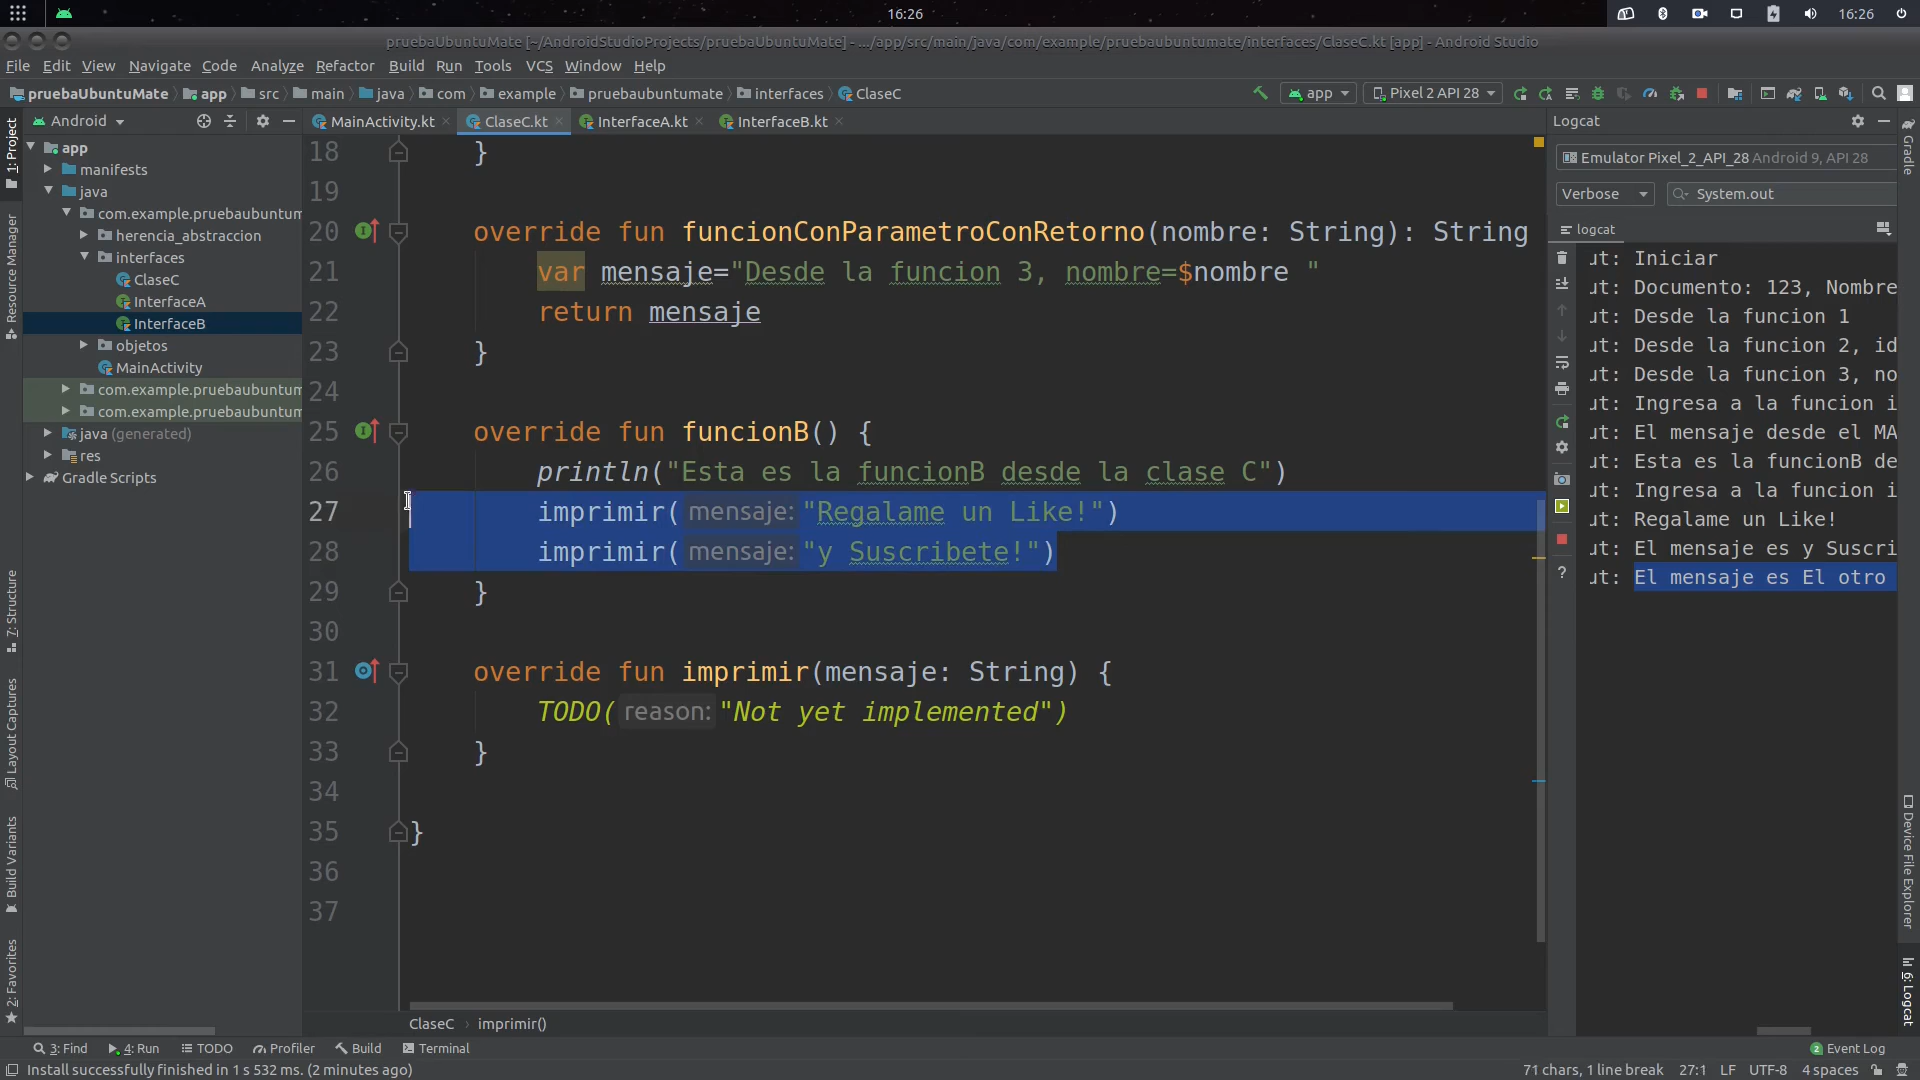 16:26
16:26
pruebaUbuntuMate [~/AndroidStudioProjects/pruebaUbuntuMate] - .../app/src/main/java/com/example/pruebaubuntumate/interfaces/ClaseC.kt [app] - Android Studio
File Edit View Navigate Code Analyze Refactor Build Run Tools VCS Window Help
pruebaUbuntuMate app src main java com example pruebaubuntumate interfaces ClaseC
app
Pixel 2 API 28
1: Project
Resource Manager
7: Structure
Layout Captures
Build Variants
2: Favorites
Android
app
manifests
java
com.example.pruebaubuntum
herencia_abstraccion
interfaces
ClaseC
InterfaceA
InterfaceB
objetos
MainActivity
com.example.pruebaubuntum
com.example.pruebaubuntum
java (generated)
res
Gradle Scripts
MainActivity.kt ClaseC.kt InterfaceA.kt InterfaceB.kt
18 }
19
20 override fun funcionConParametroConRetorno(nombre: String): String
21 var mensaje="Desde la funcion 3, nombre=$nombre "
22 return mensaje
23 }
24
25 override fun funcionB() {
26 println("Esta es la funcionB desde la clase C")
27 imprimir( mensaje: "Regalame un Like!")
28 imprimir( mensaje: "y Suscribete!")
29 }
30
31 override fun imprimir(mensaje: String) {
32 TODO( reason: "Not yet implemented")
33 }
34
35 }
36
37
ClaseC › imprimir()
Logcat
Emulator Pixel_2_API_28 Android 9, API 28
Verbose
System.out
logcat
ut: Iniciar
ut: Documento: 123, Nombre
ut: Desde la funcion 1
ut: Desde la funcion 2, id
ut: Desde la funcion 3, no
ut: Ingresa a la funcion i
ut: El mensaje desde el MA
ut: Esta es la funcionB de
ut: Ingresa a la funcion i
ut: Regalame un Like!
ut: El mensaje es y Suscri
ut: El mensaje es El otro
Gradle
Device File Explorer
6: Logcat
3: Find 4: Run TODO Profiler Build Terminal
2 Event Log
Install successfully finished in 1 s 532 ms. (2 minutes ago)
71 chars, 1 line break 27:1 LF UTF-8 4 spaces